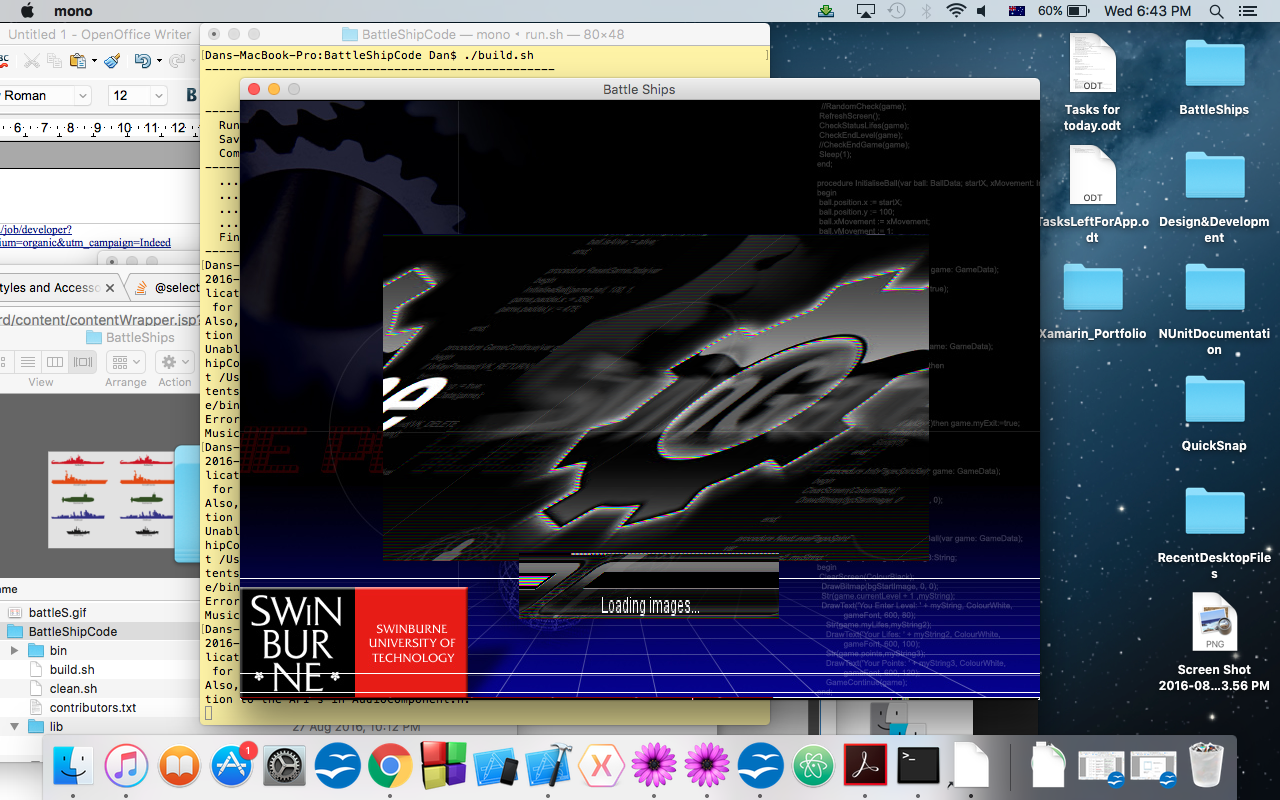 mono
60%
Wed 6:43 PM
Untitled 1 - OpenOffice Writer
BattleShipCode — mono • run.sh — 80×48
Dans-MacBook-Pro:BattleShipCode Dan$ ./build.sh
Roman
12
B
6 7 8 9 10 11 12
Run
Sav
Com
Fin
/job/developer?
ium=organic&utm_campaign=Indeed
tyles and Accesso
@select
rd/content/contentWrapper.jsp?
BattleShips
View
Arrange
Action
Dans-
2016-
licat
for
Also,
tion
Unabl
hipCo
t /Us
tents
e/bin
Error
Music
Dans-
2016-
licat
for
Also,
tion
Unabl
hipCo
t /Us
tents
e/bin
Error
Music
Dans-
2016-
licat
for
Also,
tion to the API's in AudioComponent.h.
Battle Ships
//RandomCheck(game);
RefreshScreen();
CheckStatusLifes(game);
CheckEndLevel(game);
//CheckEndGame(game);
Sleep(1);
end;
procedure InitialiseBall(var ball: BallData; startX, xMovement: In
begin
ball.position.x := startX;
ball.position.y := 100;
ball.xMovement := xMovement;
ball.yMovement := 1;
game: GameData);
true);
me: GameData);
then
)then game.myExit:=true;
game: GameData);
, 0);
Ball(var game: GameData);
String;
begin
ClearScreen(ColourBlack);
DrawBitmap(bgStartImage, 0, 0);
Str(game.currentLevel + 1 ,myString);
DrawText('You Enter Level: ' + myString, ColourWhite,
gameFont, 600, 80);
Str(game.myLifes,myString2);
DrawText('Your Lifes: ' + myString2, ColourWhite,
gameFont, 600, 100);
Str(game.points,myString3);
DrawText('Your Points: ' + myString3, ColourWhite,
gameFont, 600, 120);
GameContinue(game);
end;
Loading images...
SWIN
BUR
NE
SWINBURNE
UNIVERSITY OF
TECHNOLOGY
ame
battleS.gif
BattleShipCode
bin
build.sh
clean.sh
contributors.txt
lib
27 Aug 2016, 10:12 PM
ODT
Tasks for
today.odt
BattleShips
ODT
TasksLeftForApp.o
dt
Design&Developm
ent
Xamarin_Portfolio
NUnitDocumentati
on
QuickSnap
RecentDesktopFile
s
PNG
Screen Shot
2016-08...3.56 PM
1